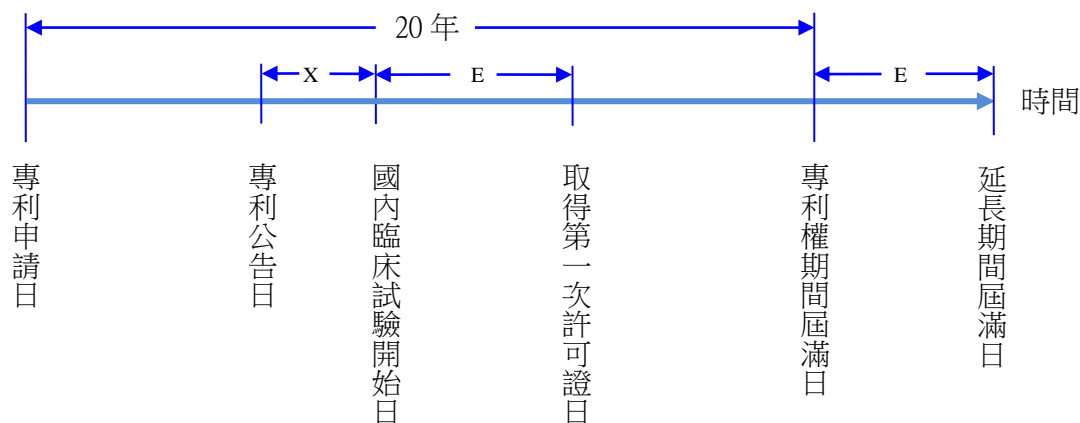 20 年
X
E
E
時間
專利申請日
專利公告日
國內臨床試驗開始日
取得第一次許可證日
專利權期間屆滿日
延長期間屆滿日